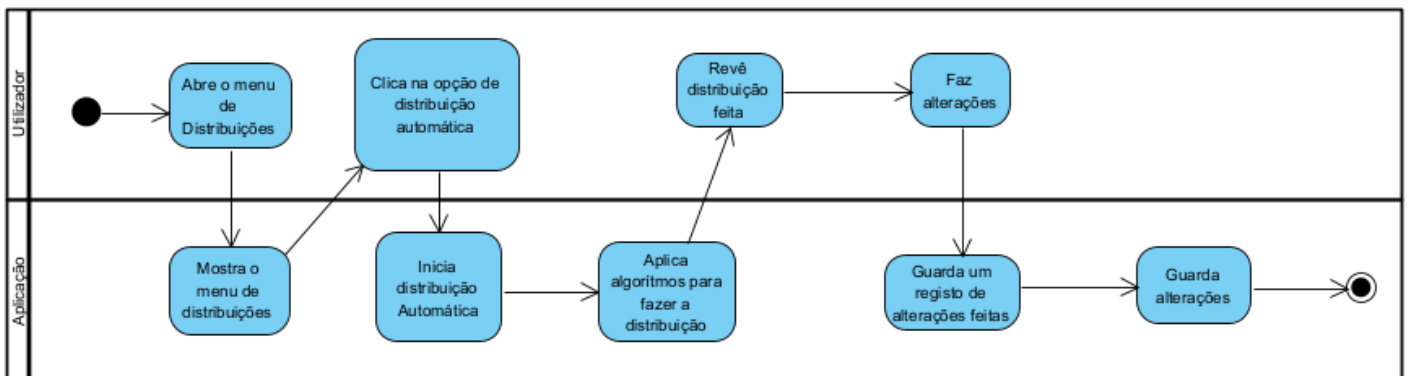 Utilizador
Abre o menu
de
Distribuições
Clica na opção de
distribuição
automática
Revê
distribuição
feita
Faz
alterações
Aplicação
Mostra o
menu de
distribuições
Inicia
distribuição
Automática
Aplica
algorítmos para
fazer a
distribuição
Guarda um
registo de
alterações feitas
Guarda
alterações